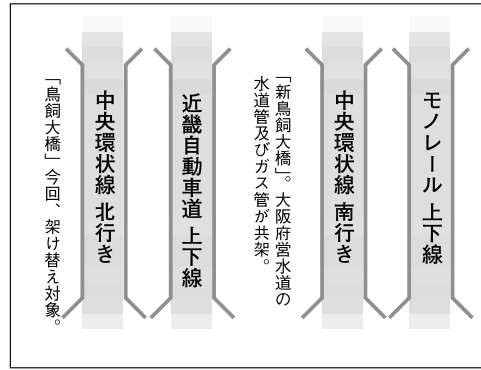 モノレール 上下線
中央環状線 南行き
「新鳥飼大橋」。大阪府営水道の
水道管及びガス管が共架。
近畿自動車道 上下線
中央環状線 北行き
「鳥飼大橋」今回、架け替え対象。